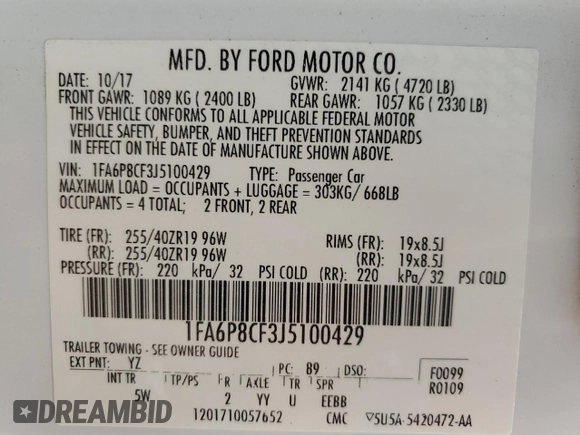 MFD. BY FORD MOTOR CO.
DATE: 10/17 GVWR: 2141 KG ( 4720 LB)
FRONT GAWR: 1089 KG ( 2400 LB) REAR GAWR: 1057 KG ( 2330 LB)
THIS VEHICLE CONFORMS TO ALL APPLICABLE FEDERAL MOTOR
VEHICLE SAFETY, BUMPER, AND THEFT PREVENTION STANDARDS
IN EFFECT ON THE DATE OF MANUFACTURE SHOWN ABOVE.
VIN: 1FA6P8CF3J5100429 TYPE: Passenger Car
MAXIMUM LOAD = OCCUPANTS + LUGGAGE = 303KG/ 668LB
OCCUPANTS = 4 TOTAL; 2 FRONT, 2 REAR
TIRE (FR): 255/40ZR19 96W RIMS (FR): 19x8.5J
(RR): 255/40ZR19 96W (RR): 19x8.5J
PRESSURE (FR): 220 kPa/ 32 PSI COLD (RR): 220 kPa/ 32 PSI COLD
1FA6P8CF3J5100429
TRAILER TOWING - SEE OWNER GUIDE
EXT PNT: YZ PC: 89 DSO: F0099
INT TR TP/PS R AXLE TR SPR R0109
5W 2 YY U EEBB
1201710057652 CMC 5U5A-5420472-AA
DREAMBID